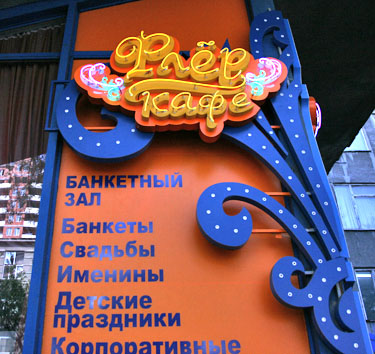 Флёр
кафе
БАНКЕТНЫЙ
ЗАЛ
Банкеты
Свадьбы
Именины
Детские
праздники
Корпоративные